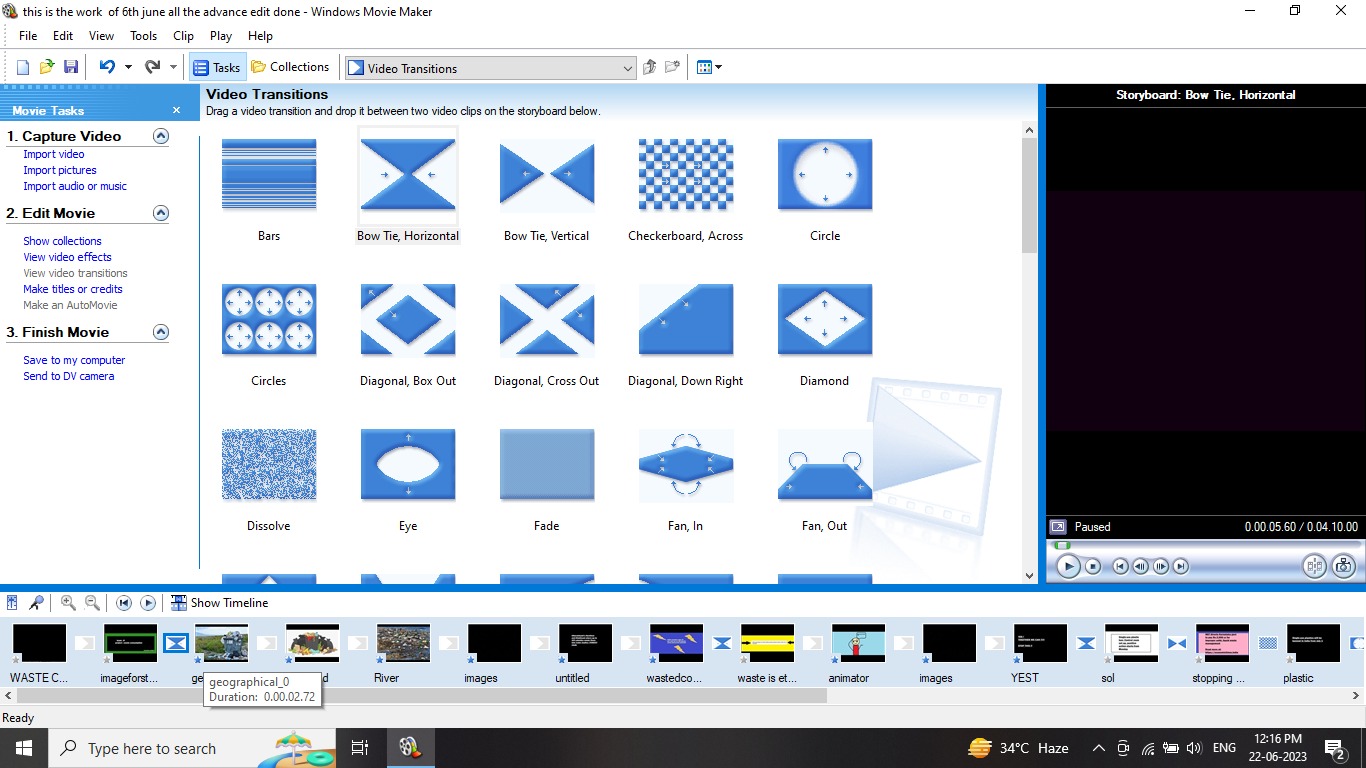 this is the work  of 6th june all the advance edit done - Windows Movie Maker
File Edit View Tools Clip Play Help
Tasks Collections Video Transitions
Movie Tasks
1. Capture Video
Import video
Import pictures
Import audio or music
2. Edit Movie
Show collections
View video effects
View video transitions
Make titles or credits
Make an AutoMovie
3. Finish Movie
Save to my computer
Send to DV camera
Video Transitions
Drag a video transition and drop it between two video clips on the storyboard below.
Bars Bow Tie, Horizontal Bow Tie, Vertical Checkerboard, Across Circle
Circles Diagonal, Box Out Diagonal, Cross Out Diagonal, Down Right Diamond
Dissolve Eye Fade Fan, In Fan, Out
Storyboard: Bow Tie, Horizontal
Paused 0.00.05.60 / 0.04.10.00
Show Timeline
WASTE C... imageforst... River images untitled wastedco... waste is et... animator images YEST sol stopping ... plastic
geographical_0
Duration:  0.00.02.72
Ready
Type here to search
34°C Haze
ENG
12:16 PM
22-06-2023
2